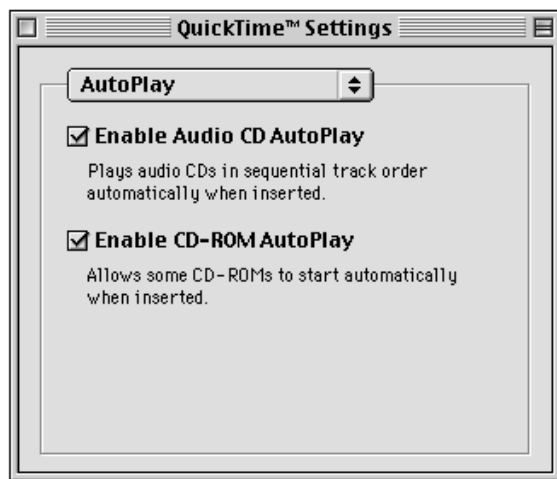 QuickTime™ Settings
AutoPlay
Enable Audio CD AutoPlay
Plays audio CDs in sequential track order
automatically when inserted.
Enable CD-ROM AutoPlay
Allows some CD-ROMs to start automatically
when inserted.